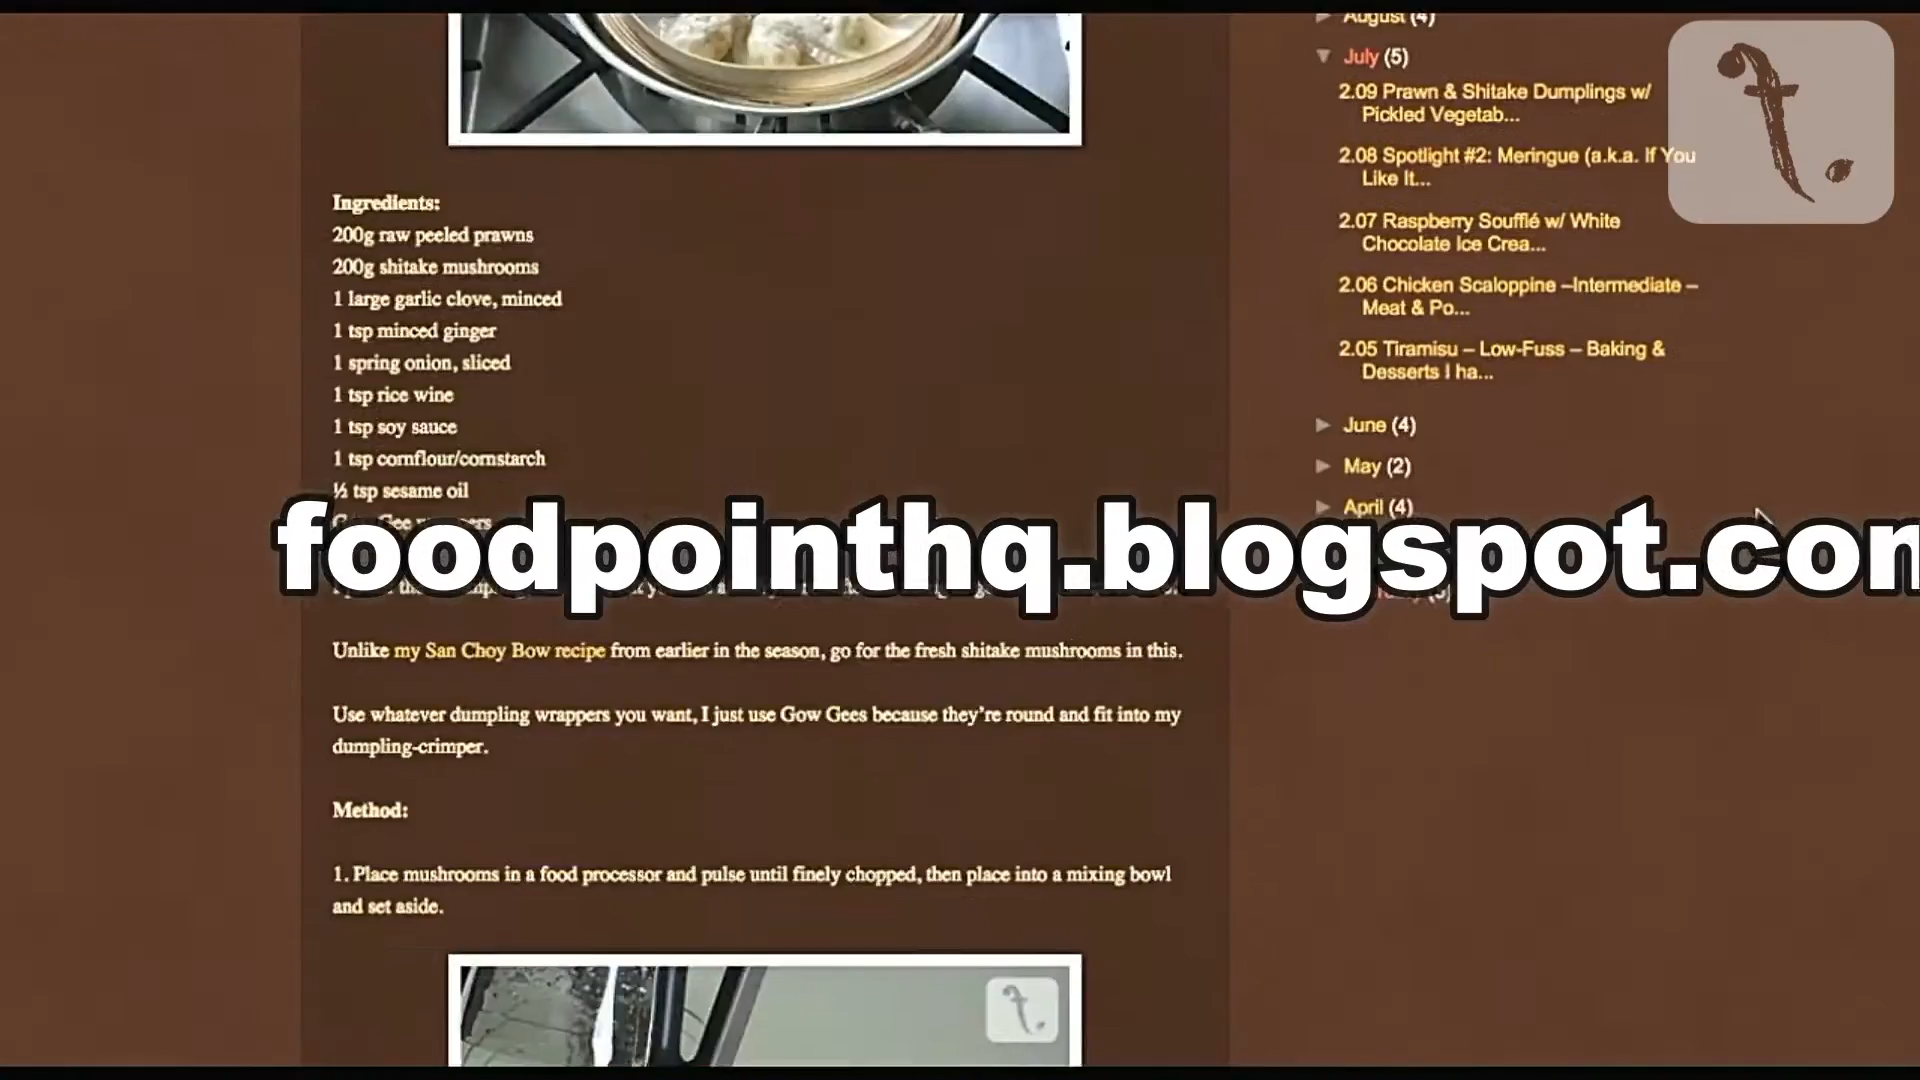 Ingredients:
200g raw peeled prawns
200g shitake mushrooms
1 large garlic clove, minced
1 tsp minced ginger
1 spring onion, sliced
1 tsp rice wine
1 tsp soy sauce
1 tsp cornflour/cornstarch
½ tsp sesame oil
foodpointhq.blogspot.com
Unlike my San Choy Bow recipe from earlier in the season, go for the fresh shitake mushrooms in this.
Use whatever dumpling wrappers you want, I just use Gow Gees because they’re round and fit into my
dumpling-crimper.
Method:
1. Place mushrooms in a food processor and pulse until finely chopped, then place into a mixing bowl
and set aside.
f.
August (4)
July (5)
2.09 Prawn & Shitake Dumplings w/
Pickled Vegetab...
2.08 Spotlight #2: Meringue (a.k.a. If You
Like It...
2.07 Raspberry Soufflé w/ White
Chocolate Ice Crea...
2.06 Chicken Scaloppine –Intermediate –
Meat & Po...
2.05 Tiramisu – Low-Fuss – Baking &
Desserts I ha...
June (4)
May (2)
April (4)
f.